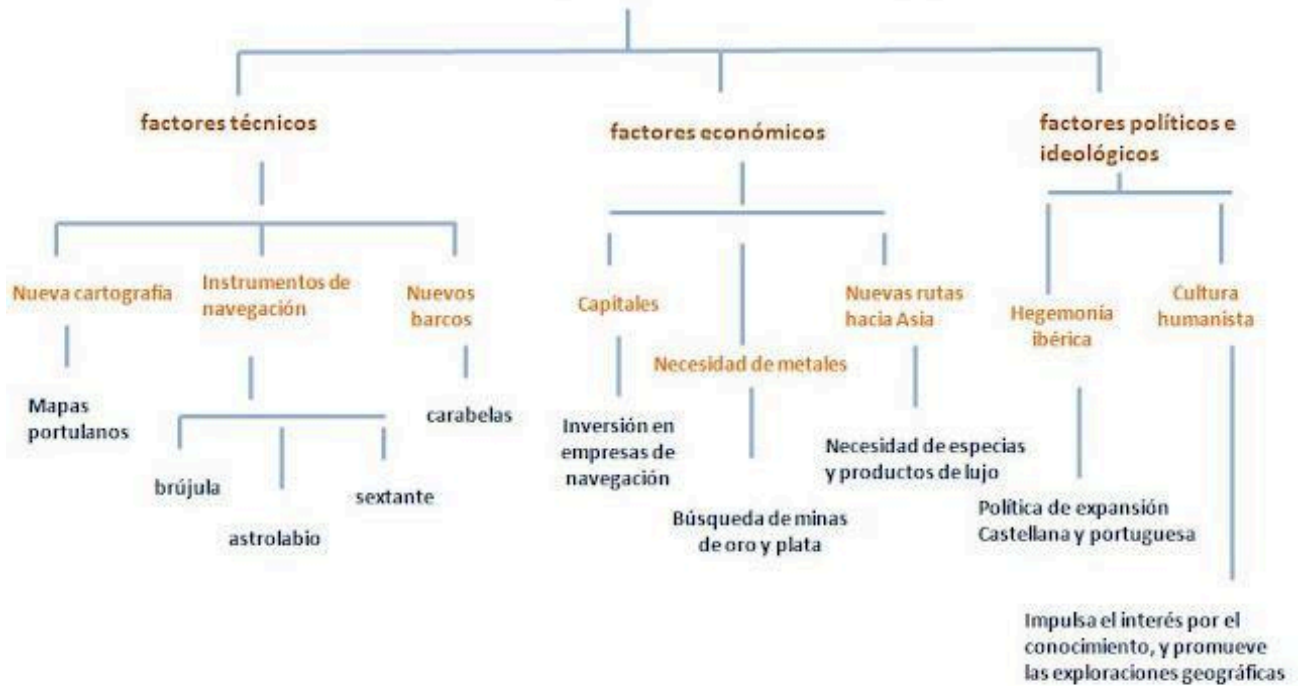 factores técnicos
factores económicos
factores políticos e
ideológicos
Nueva cartografía
Instrumentos de
navegación
Nuevos
barcos
Capitales
Necesidad de metales
Nuevas rutas
hacia Asia
Hegemonía
ibérica
Cultura
humanista
Mapas
portulanos
brújula
astrolabio
sextante
carabelas
Inversión en
empresas de
navegación
Búsqueda de minas
de oro y plata
Necesidad de especias
y productos de lujo
Política de expansión
Castellana y portuguesa
Impulsa el interés por el
conocimiento, y promueve
las exploraciones geográficas